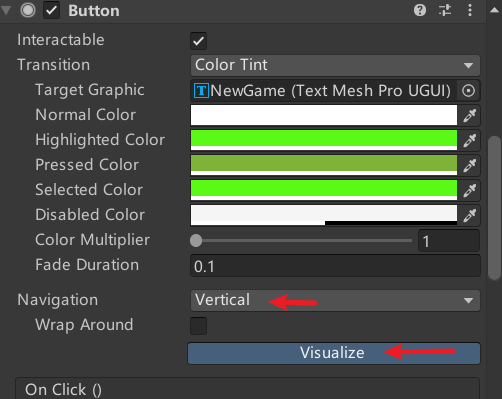 Button
Interactable
Transition Color Tint
Target Graphic NewGame (Text Mesh Pro UGUI)
Normal Color
Highlighted Color
Pressed Color
Selected Color
Disabled Color
Color Multiplier 1
Fade Duration 0.1
Navigation Vertical
Wrap Around
Visualize
On Click ()